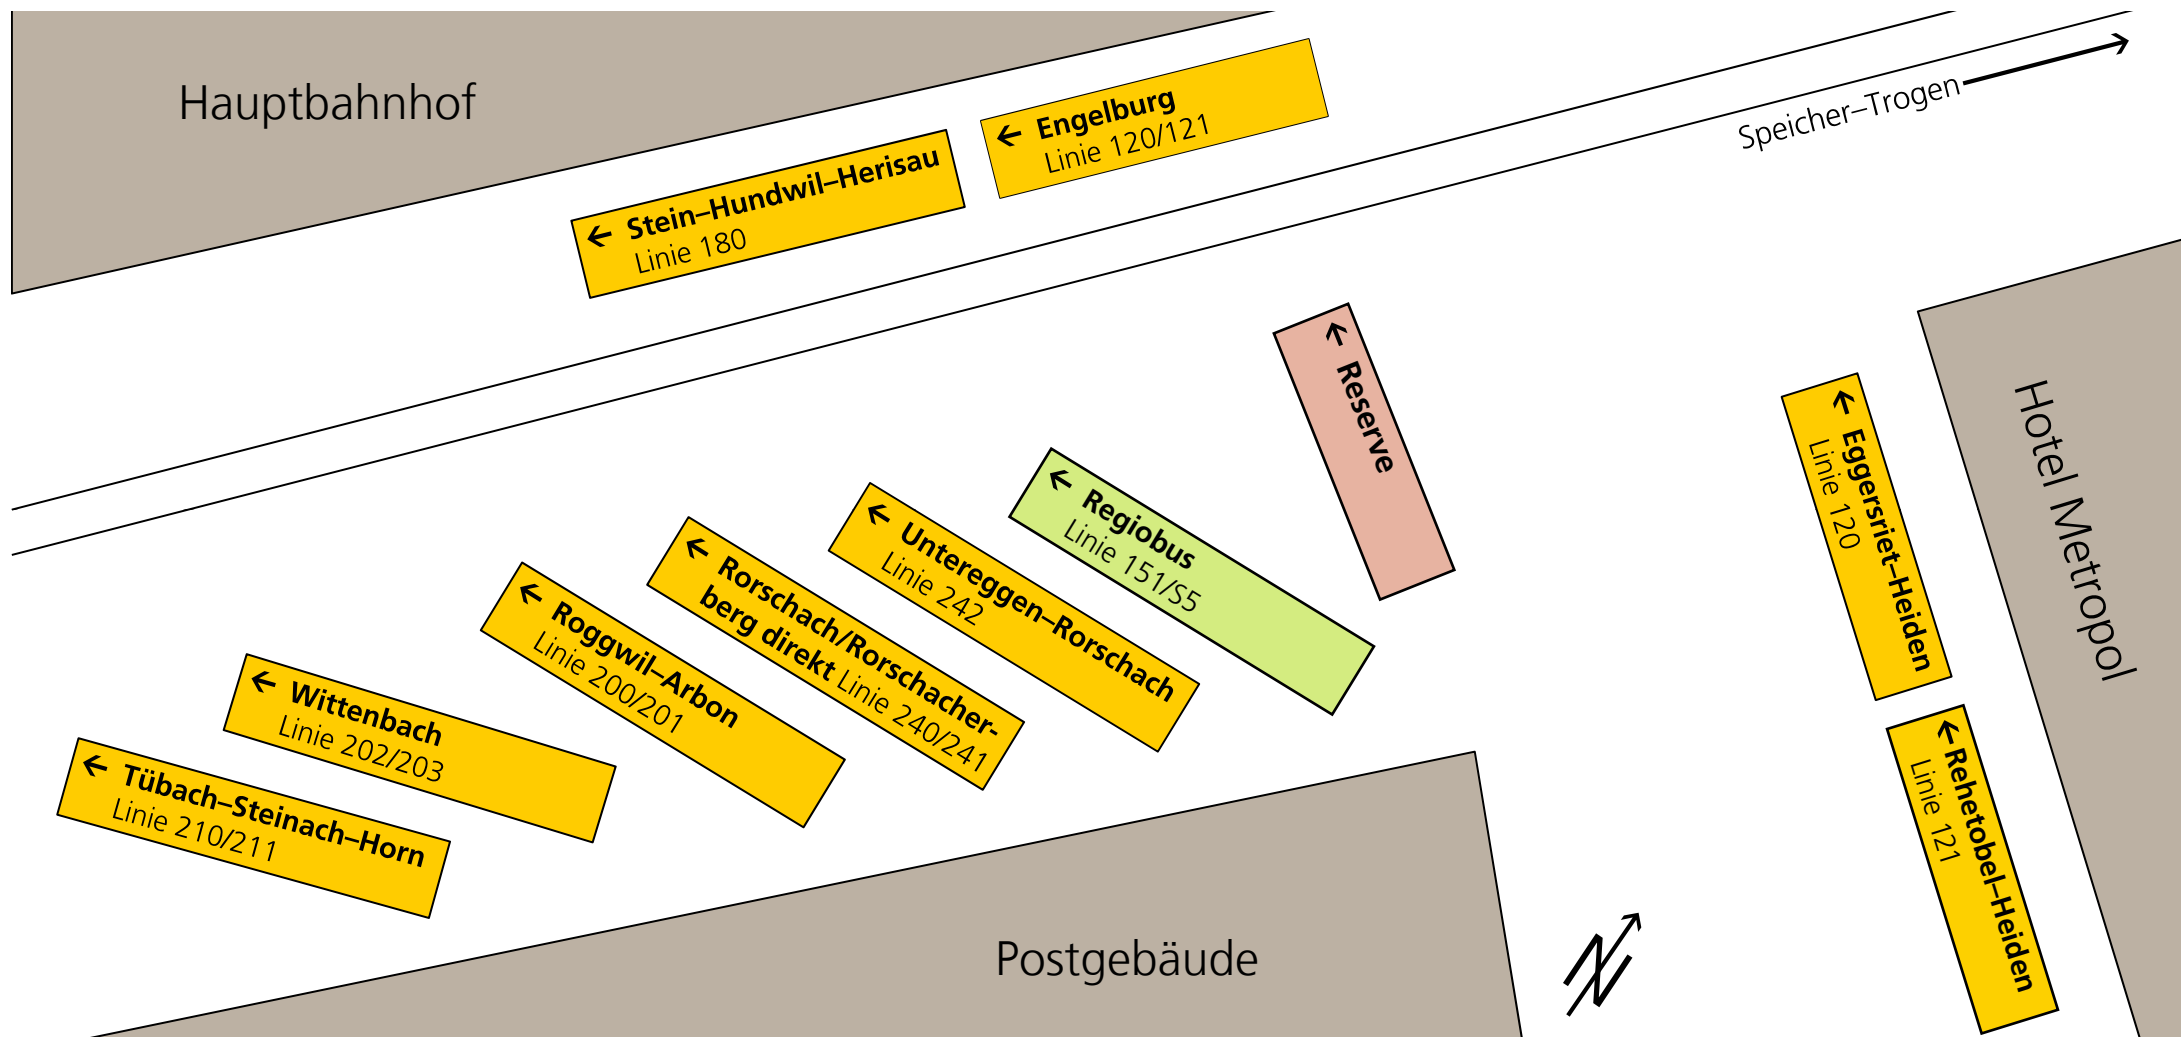 Hauptbahnhof
Engelburg
Linie 120/121
Speicher–Trogen
Stein–Hundwil–Herisau
Linie 180
Reserve
Eggersriet–Heiden
Linie 120
Hotel Metropol
Regiobus
Linie 151/S5
Untereggen–Rorschach
Linie 242
Rorschach/Rorschacher-
berg direkt Linie 240/241
Roggwil–Arbon
Linie 200/201
Wittenbach
Linie 202/203
Tübach–Steinach–Horn
Linie 210/211
Rehetobel–Heiden
Linie 121
Postgebäude
N